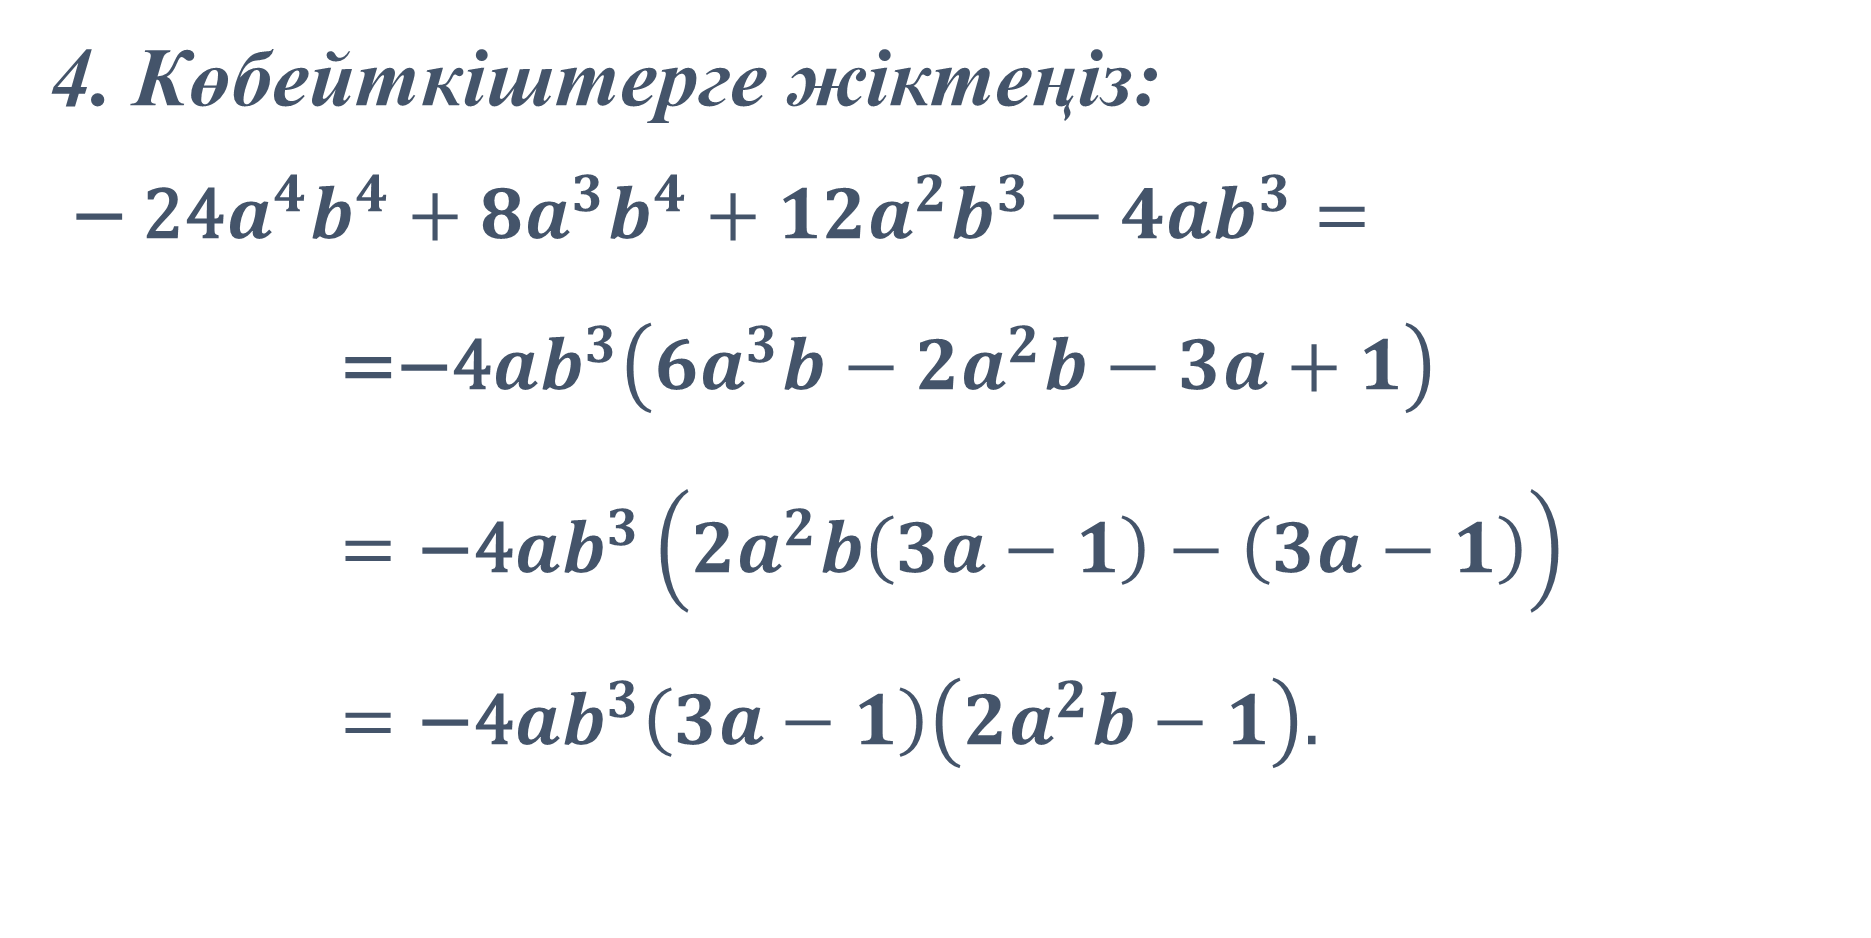 4. Көбейткіштерге жіктеңіз:
− 24a⁴b⁴ + 8a³b⁴ + 12a²b³ − 4ab³ =
=−4ab³(6a³b − 2a²b − 3a + 1)
= −4ab³(2a²b(3a − 1) − (3a − 1))
= −4ab³(3a − 1)(2a²b − 1).